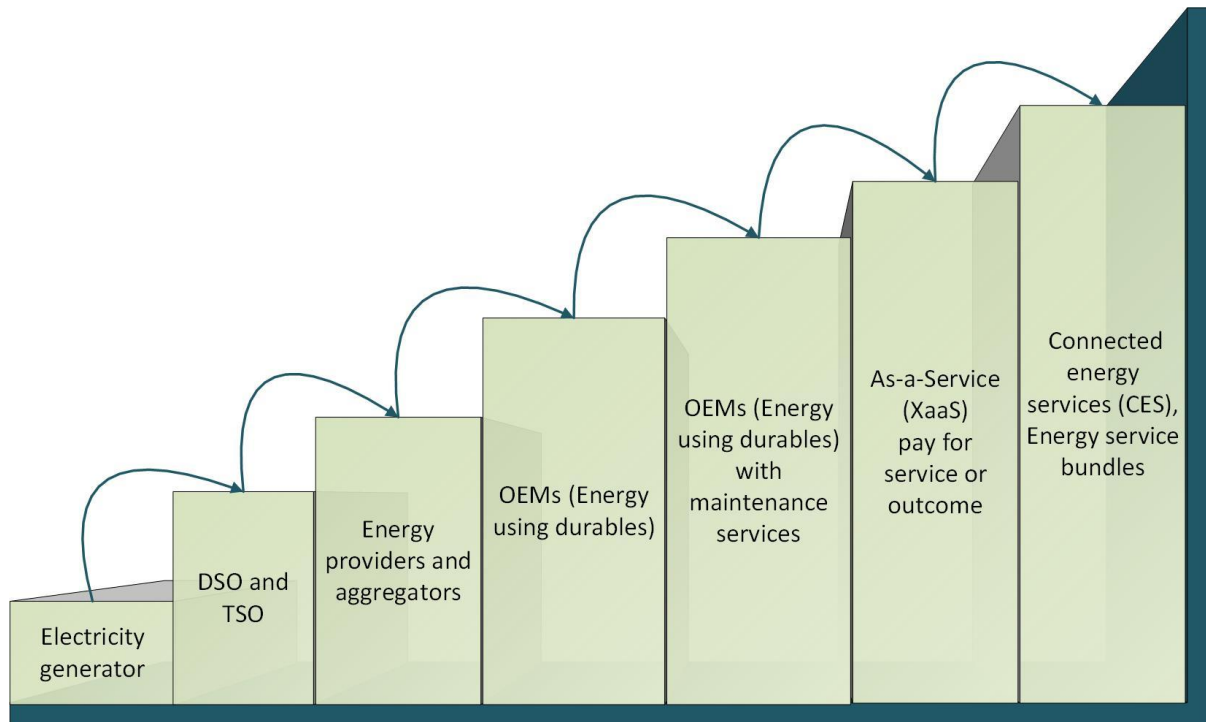 Electricity
generator
DSO and
TSO
Energy
providers and
aggregators
OEMs (Energy
using durables)
OEMs (Energy
using durables)
with
maintenance
services
As-a-Service
(XaaS)
pay for
service or
outcome
Connected
energy
services (CES),
Energy service
bundles